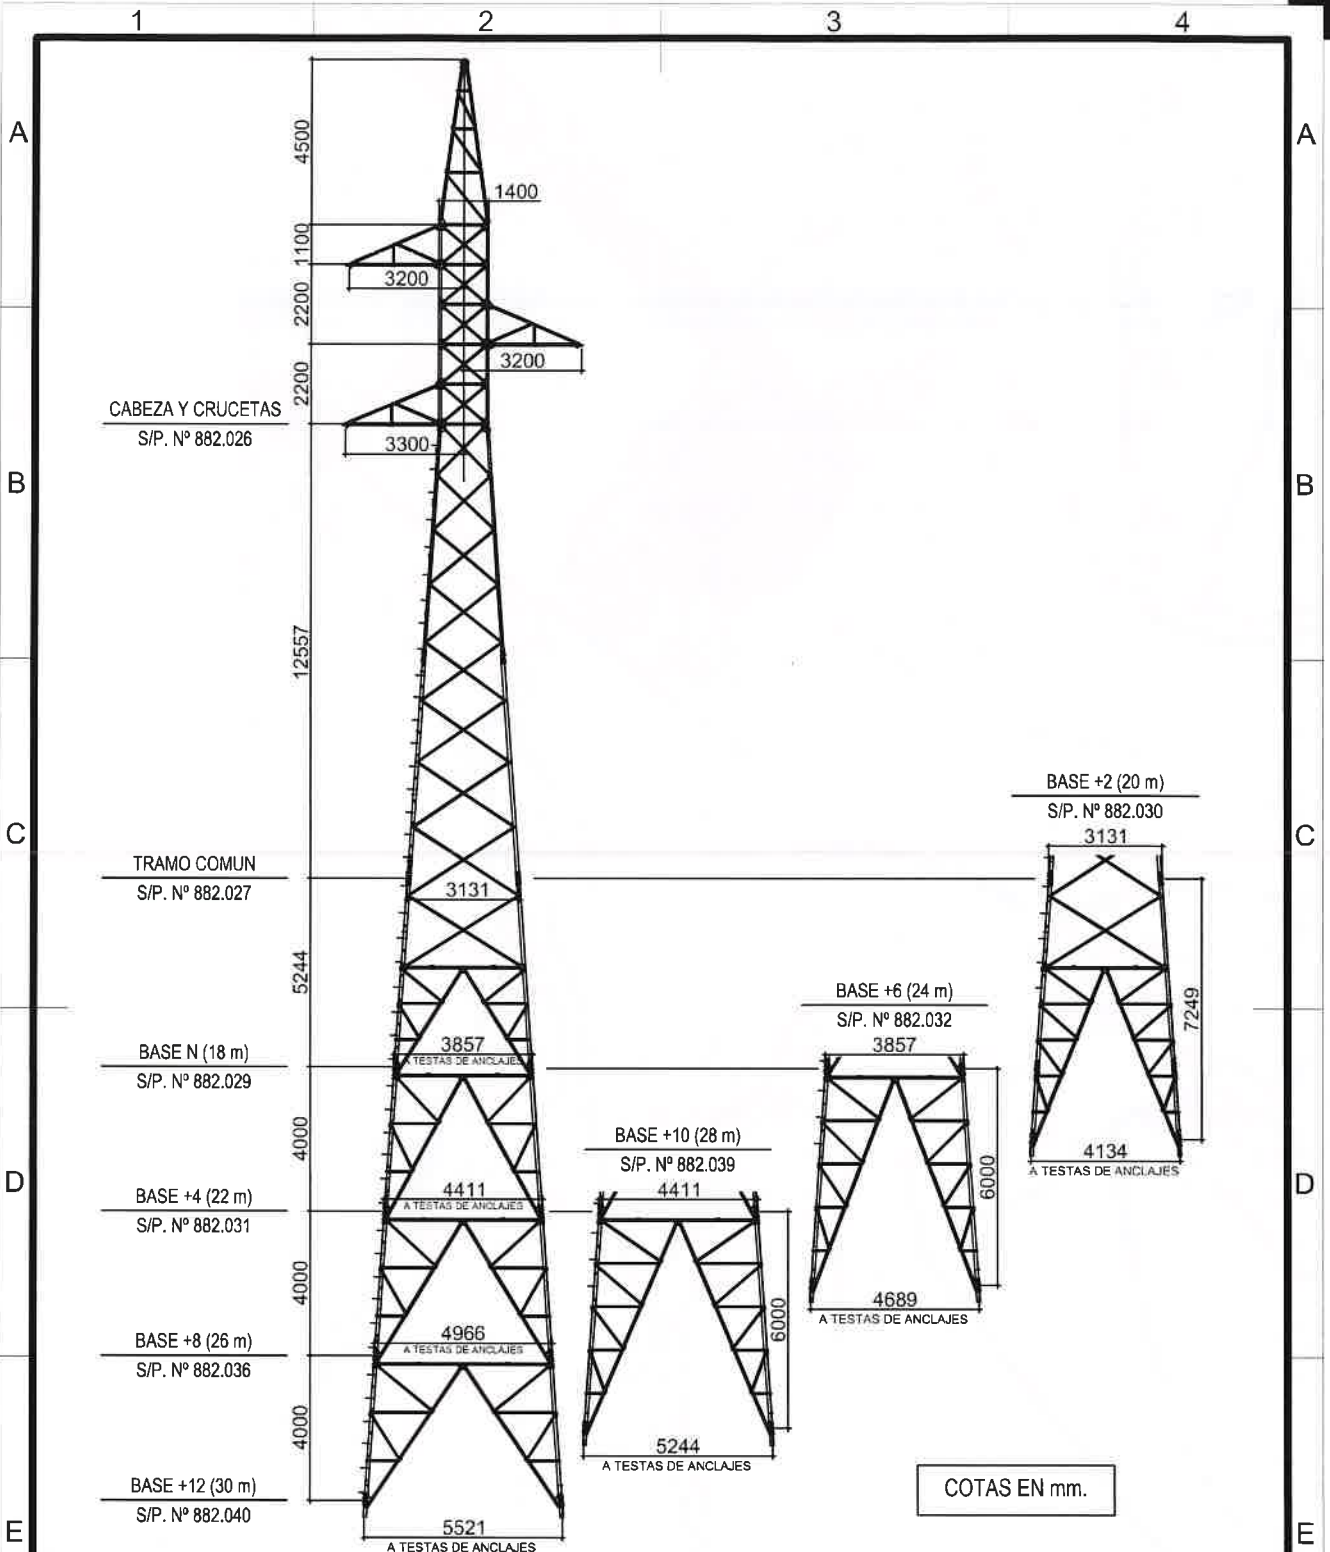 1 2 3 4
A
A
4500
1400
1100
3200
2200
3200
2200
CABEZA Y CRUCETAS
S/P. Nº 882.026
3300
B
B
12557
BASE +2 (20 m)
S/P. Nº 882.030
C
C
3131
TRAMO COMUN
S/P. Nº 882.027
3131
5244
BASE +6 (24 m)
S/P. Nº 882.032
7249
BASE N (18 m)
S/P. Nº 882.029
3857
A TESTAS DE ANCLAJES
3857
4000
BASE +10 (28 m)
S/P. Nº 882.039
6000
4134
A TESTAS DE ANCLAJES
D
D
BASE +4 (22 m)
S/P. Nº 882.031
4411
A TESTAS DE ANCLAJES
4411
4000
6000
4689
A TESTAS DE ANCLAJES
BASE +8 (26 m)
S/P. Nº 882.036
4966
A TESTAS DE ANCLAJES
4000
5244
A TESTAS DE ANCLAJES
BASE +12 (30 m)
S/P. Nº 882.040
COTAS EN mm.
E
E
5521
A TESTAS DE ANCLAJES